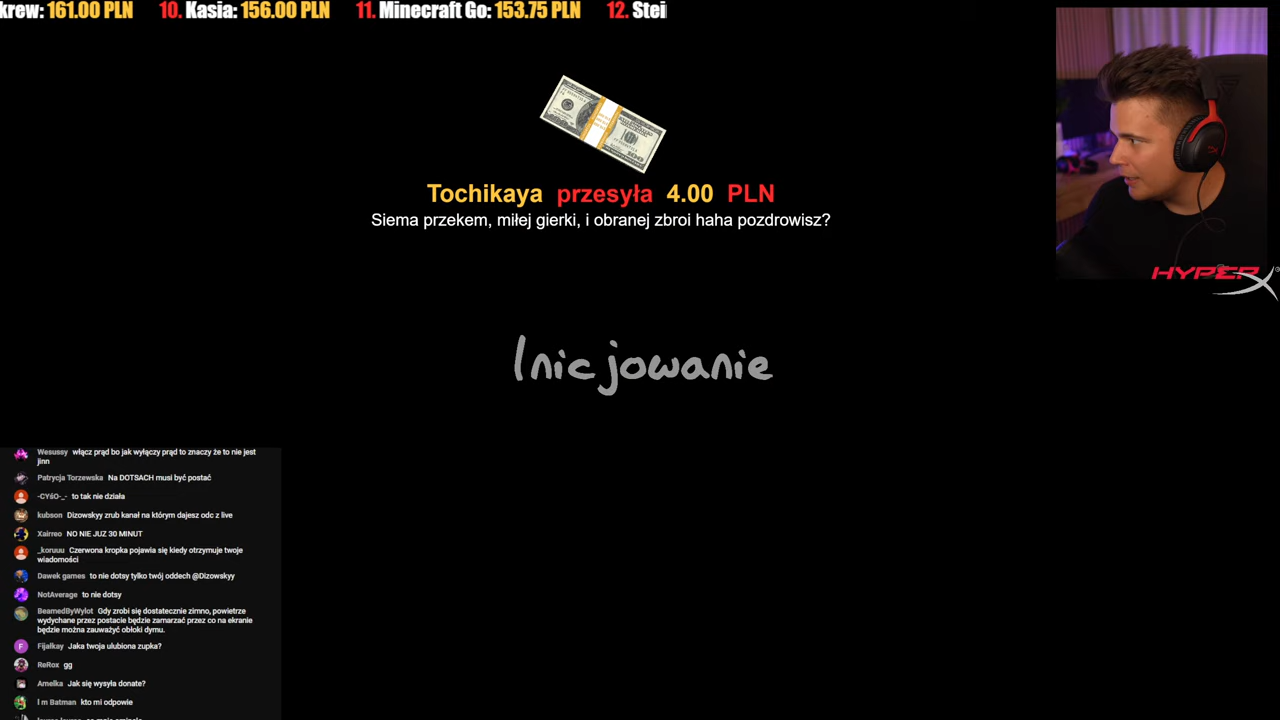 krew: 161.00 PLN 10. Kasia: 156.00 PLN 11. Minecraft Go: 153.75 PLN 12. Stei
Tochikaya przesyła 4.00 PLN
Siema przekem, miłej gierki, i obranej zbroi haha pozdrowisz?
HYPERX
Inicjowanie
Wesussy włącz prąd bo jak wyłączy prąd to znaczy że to nie jest
jinn
Patrycja Torzewska Na DOTSACH musi być postać
-CYśO-_- to tak nie działa
kubson Dizowskyy zrub kanał na którym dajesz odc z live
Xairreo NO NIE JUZ 30 MINUT
_koruuu Czerwona kropka pojawia się kiedy otrzymuje twoje
wiadomości
Dawek games to nie dotsy tylko twój oddech @Dizowskyy
NotAverage to nie dotsy
BeamedByWylot Gdy zrobi się dostatecznie zimno, powietrze
wydychane przez postacie będzie zamarzać przez co na ekranie
będzie można zauważyć obłoki dymu.
F Fijałkay Jaka twoja ulubiona zupka?
ReRox gg
Amelka Jak się wysyła donate?
l m Batman kto mi odpowie